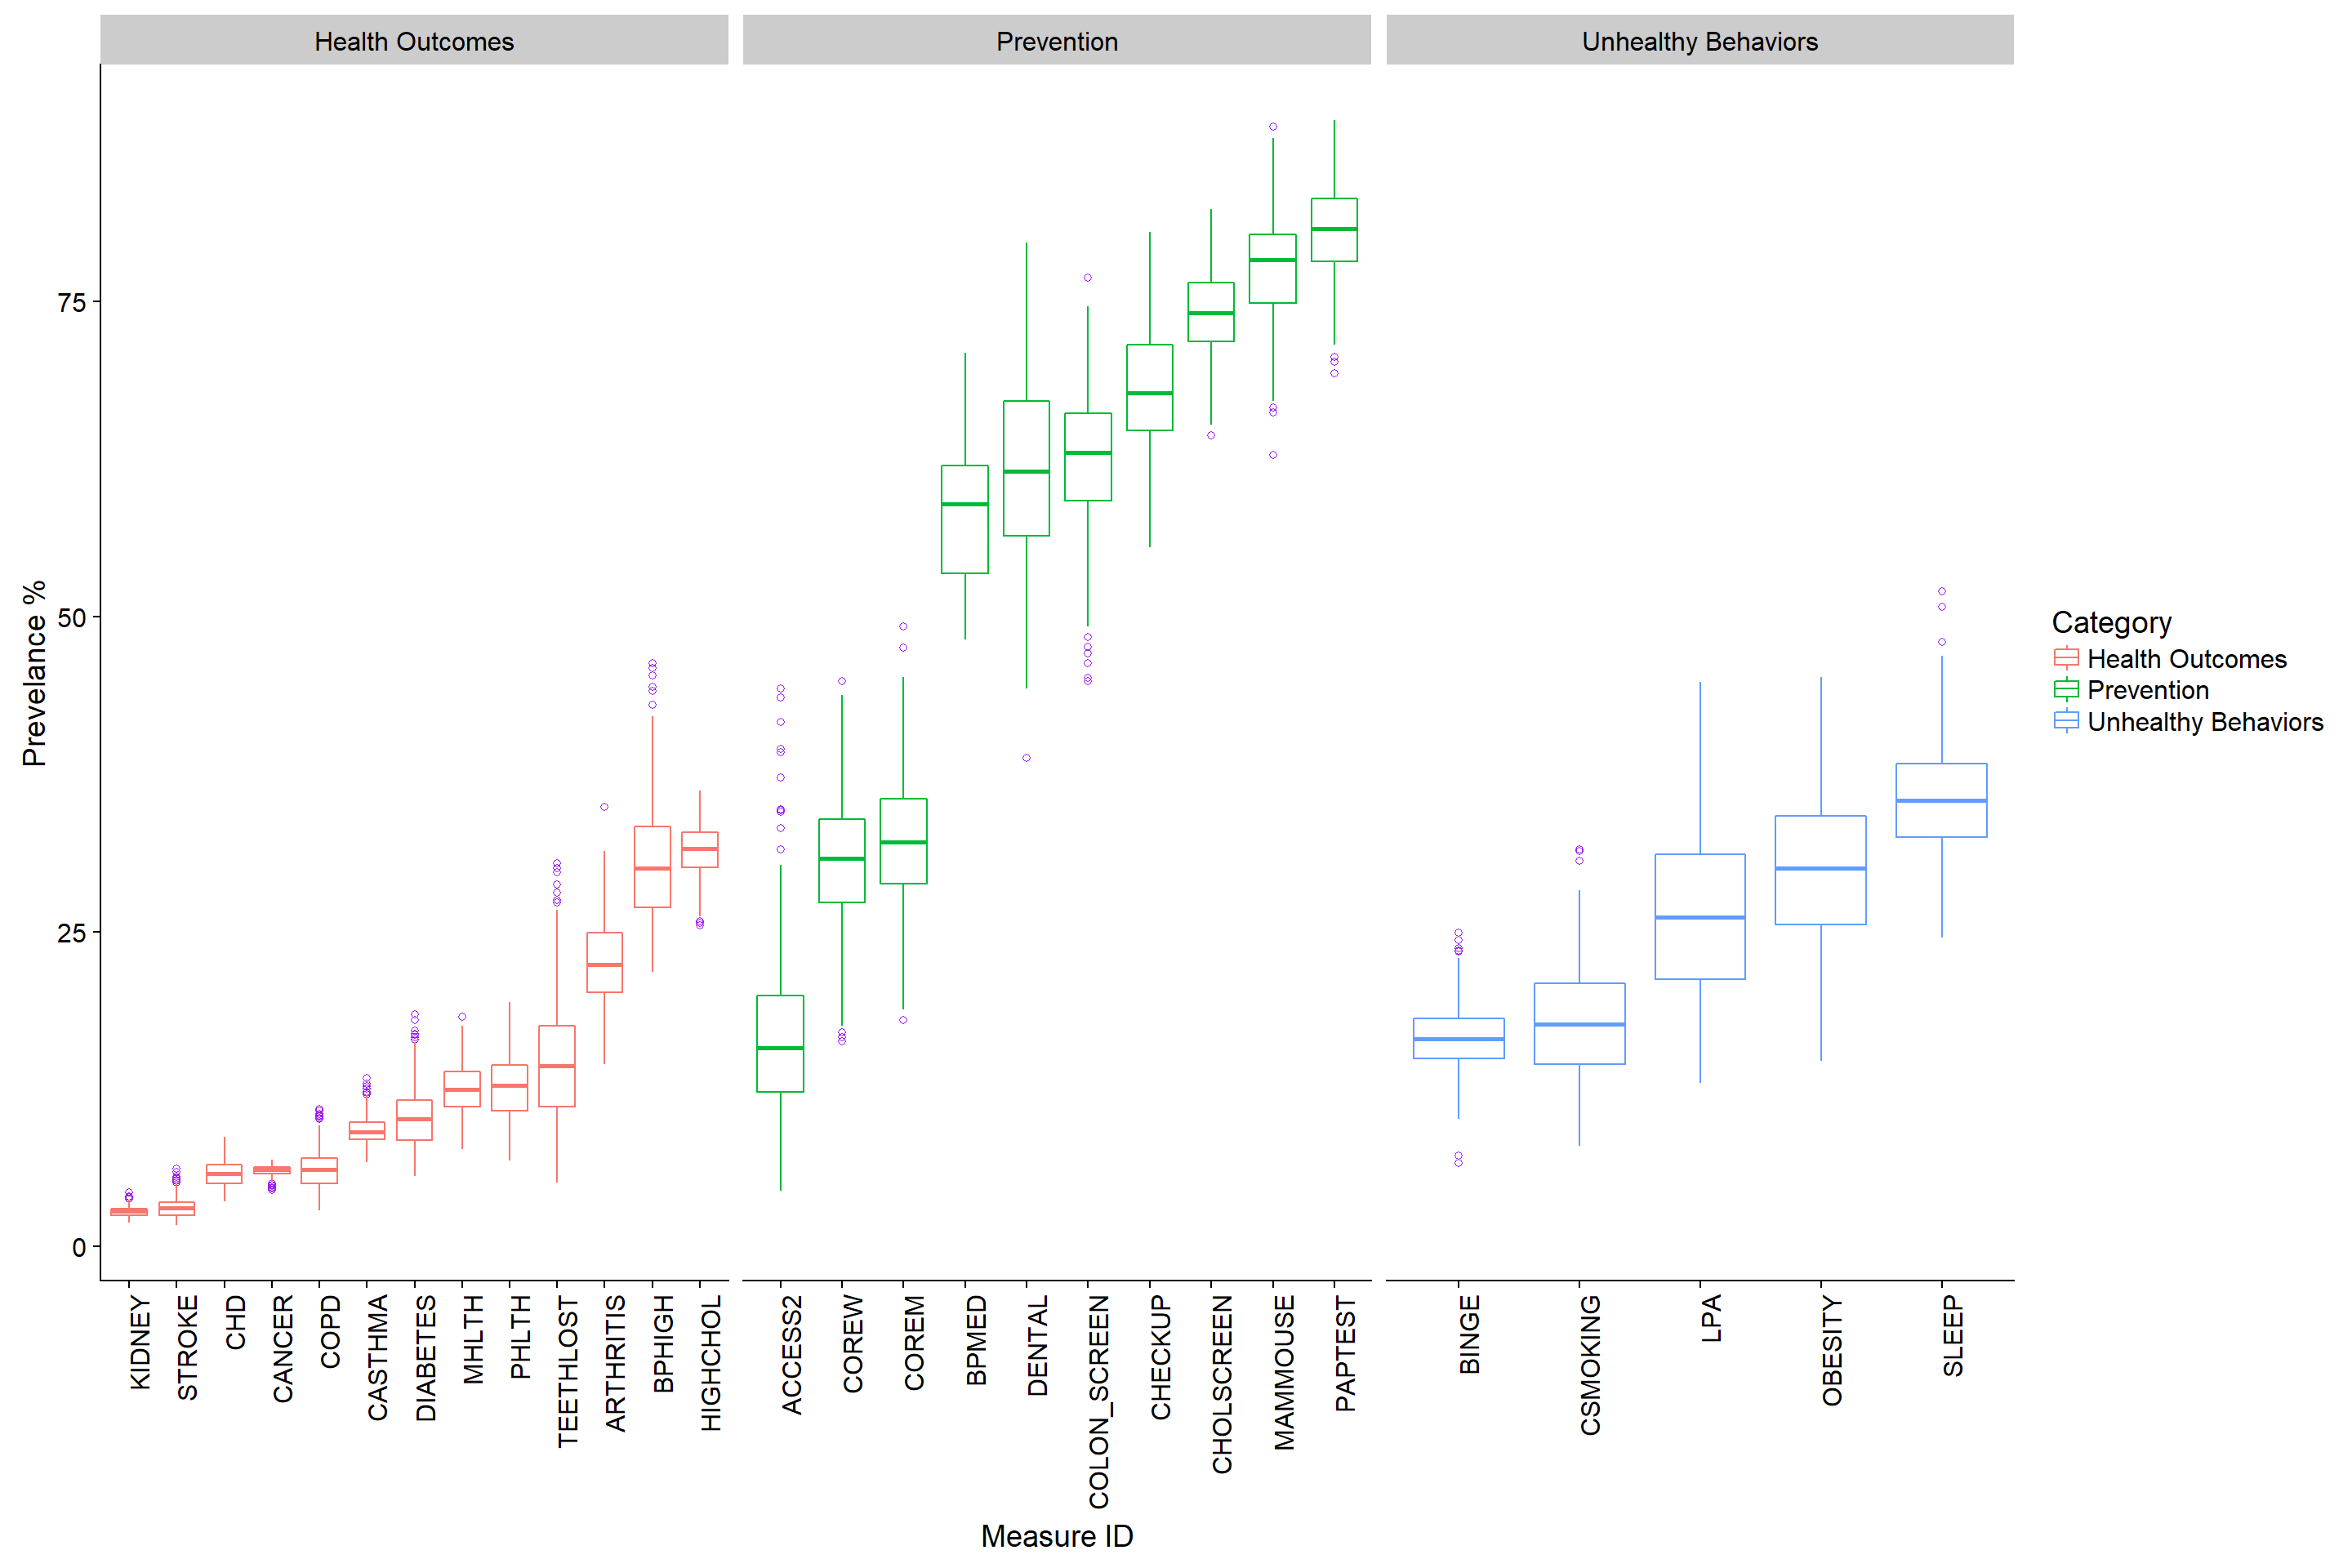 Health Outcomes
Prevention
Unhealthy Behaviors
Prevelance %
75
50
25
0
KIDNEY
STROKE
CHD
CANCER
COPD
CASTHMA
DIABETES
MHLTH
PHLTH
TEETHLOST
ARTHRITIS
BPHIGH
HIGHCHOL
ACCESS2
COREW
COREM
BPMED
DENTAL
COLON_SCREEN
CHECKUP
CHOLSCREEN
MAMMOUSE
PAPTEST
BINGE
CSMOKING
LPA
OBESITY
SLEEP
Measure ID
Category
Health Outcomes
Prevention
Unhealthy Behaviors